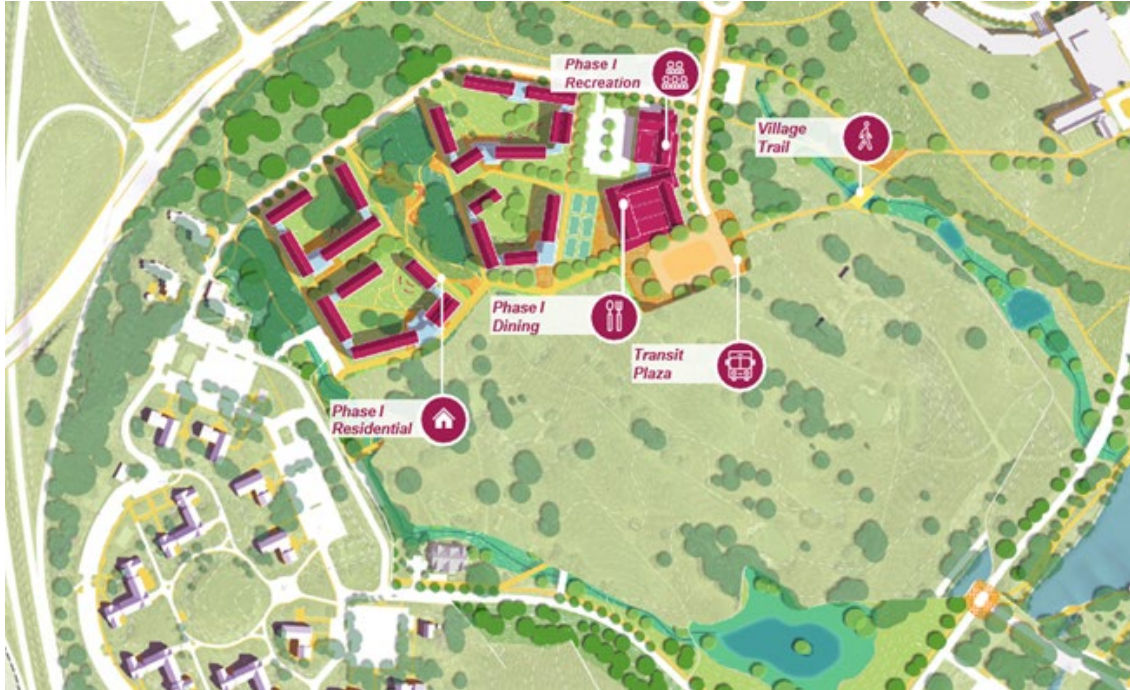 Phase I
Recreation
Village
Trail
Phase I
Dining
Transit
Plaza
Phase I
Residential